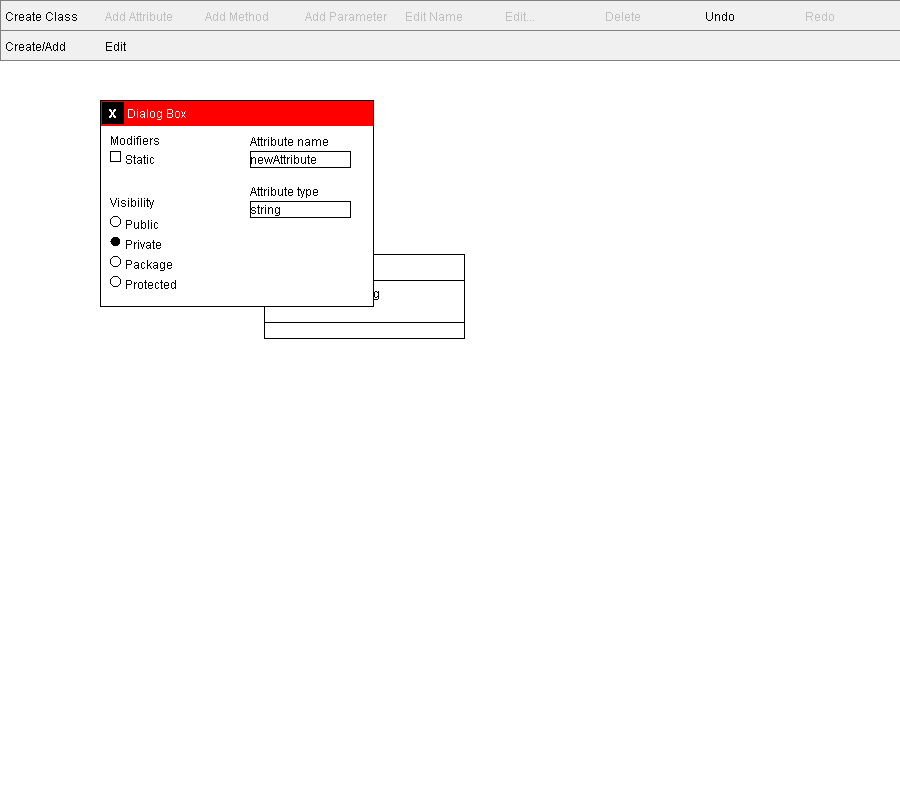 Create Class Add Attribute Add Method Add Parameter Edit Name Edit... Delete Undo Redo
Create/Add Edit
X Dialog Box
Modifiers
Static
Visibility
Public
Private
Package
Protected
Attribute name
newAttribute
Attribute type
string
g